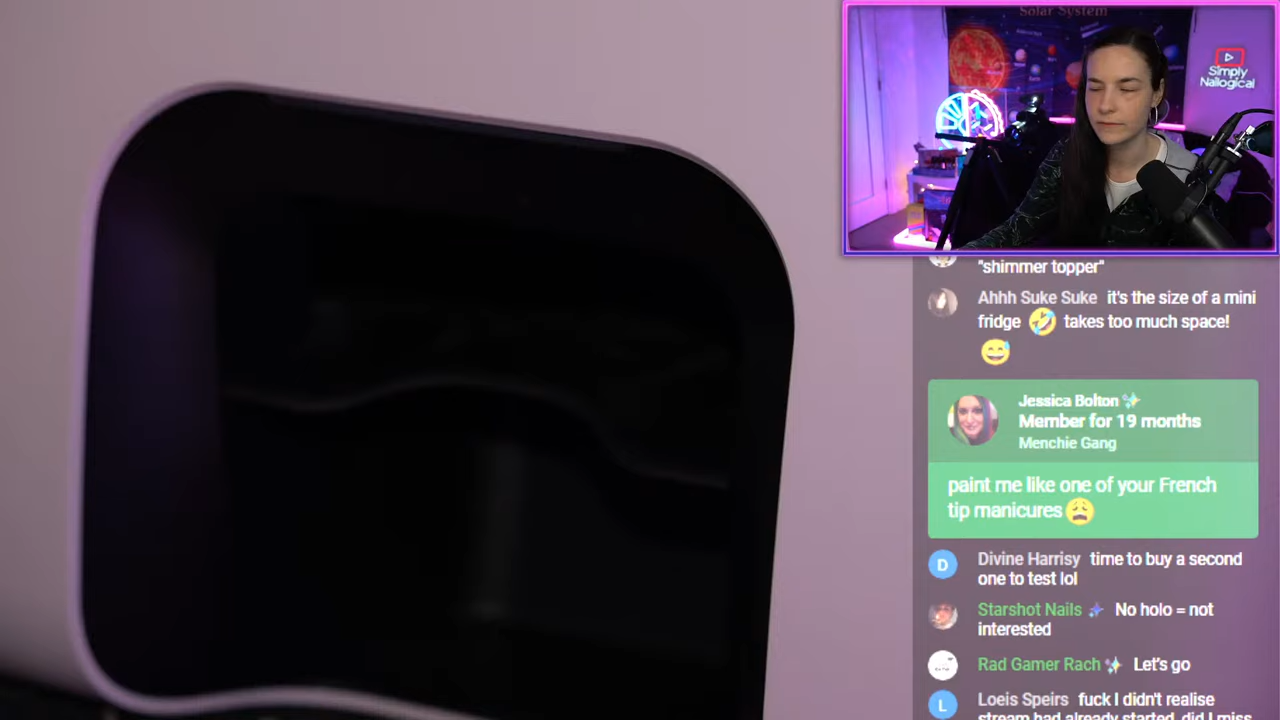 Solar System
Simply
Nailogical
"shimmer topper"
Ahhh Suke Suke it's the size of a mini
fridge 🤣 takes too much space!
😅
Jessica Bolton ✨
Member for 19 months
Menchie Gang
paint me like one of your French
tip manicures 😩
D
Divine Harrisy time to buy a second
one to test lol
Starshot Nails No holo = not
interested
Rad Gamer Rach ✨ Let's go
L
Loeis Speirs fuck I didn't realise
stream had already started, did I miss